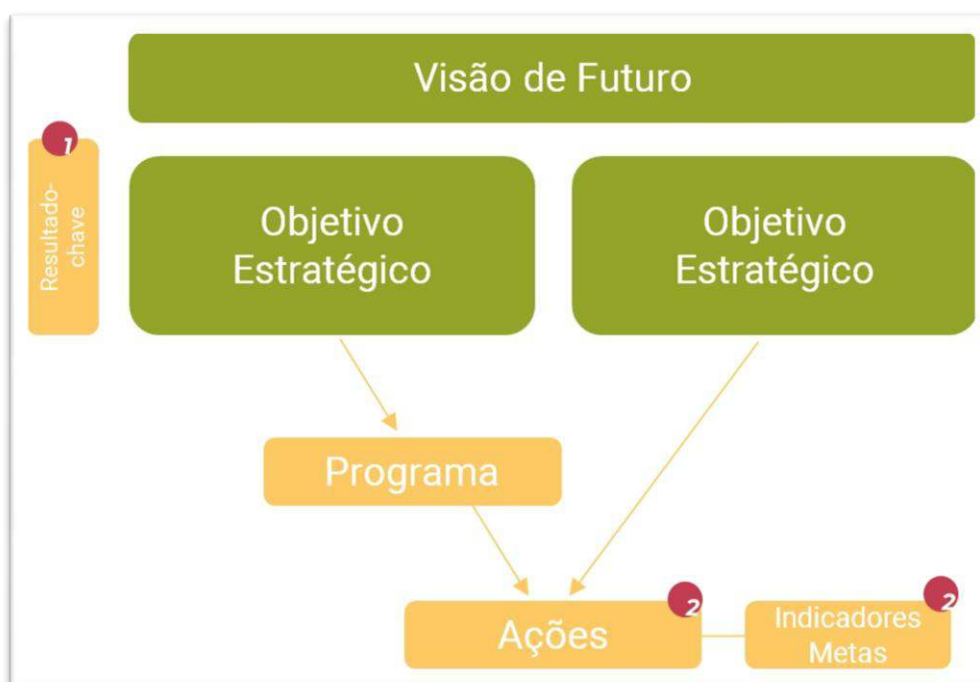 Visão de Futuro
1
Resultado-
chave
Objetivo
Estratégico
Objetivo
Estratégico
Programa
Ações
2
Indicadores
Metas
2